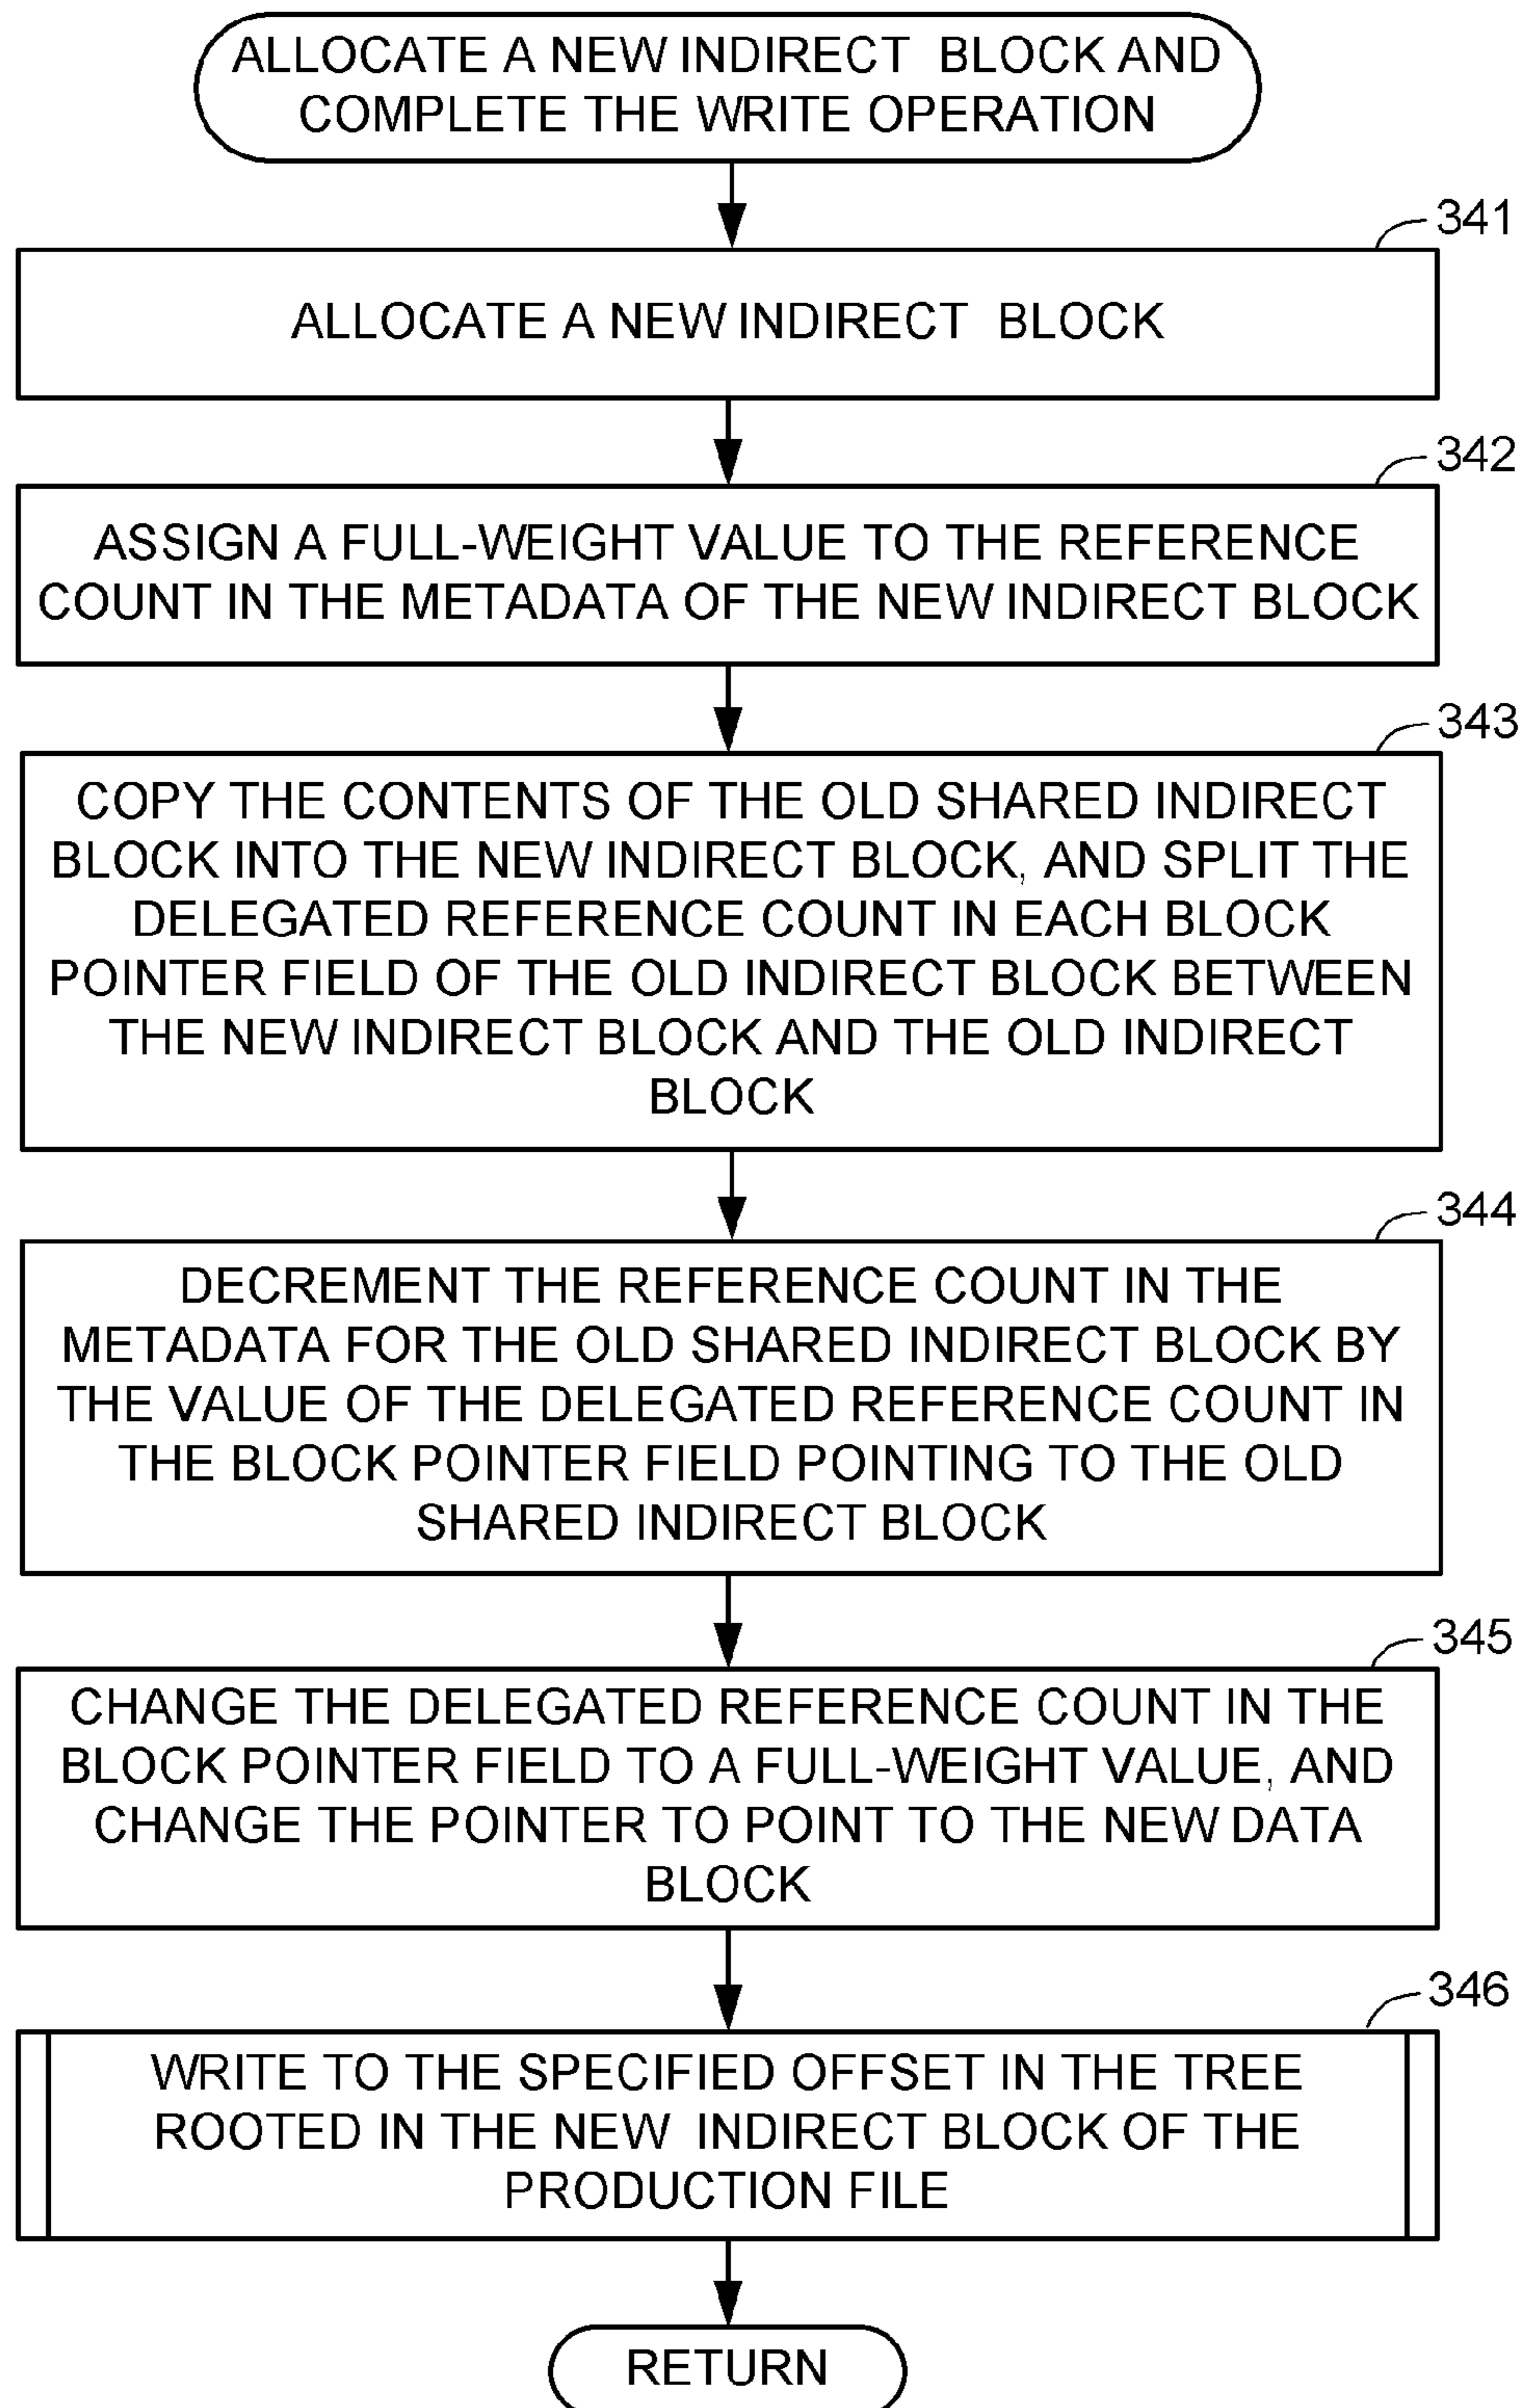 ALLOCATE A NEW INDIRECT BLOCK AND
COMPLETE THE WRITE OPERATION
341
ALLOCATE A NEW INDIRECT BLOCK
342
ASSIGN A FULL-WEIGHT VALUE TO THE REFERENCE
COUNT IN THE METADATA OF THE NEW INDIRECT BLOCK
343
COPY THE CONTENTS OF THE OLD SHARED INDIRECT
BLOCK INTO THE NEW INDIRECT BLOCK, AND SPLIT THE
DELEGATED REFERENCE COUNT IN EACH BLOCK
POINTER FIELD OF THE OLD INDIRECT BLOCK BETWEEN
THE NEW INDIRECT BLOCK AND THE OLD INDIRECT
BLOCK
344
DECREMENT THE REFERENCE COUNT IN THE
METADATA FOR THE OLD SHARED INDIRECT BLOCK BY
THE VALUE OF THE DELEGATED REFERENCE COUNT IN
THE BLOCK POINTER FIELD POINTING TO THE OLD
SHARED INDIRECT BLOCK
345
CHANGE THE DELEGATED REFERENCE COUNT IN THE
BLOCK POINTER FIELD TO A FULL-WEIGHT VALUE, AND
CHANGE THE POINTER TO POINT TO THE NEW DATA
BLOCK
346
WRITE TO THE SPECIFIED OFFSET IN THE TREE
ROOTED IN THE NEW INDIRECT BLOCK OF THE
PRODUCTION FILE
RETURN